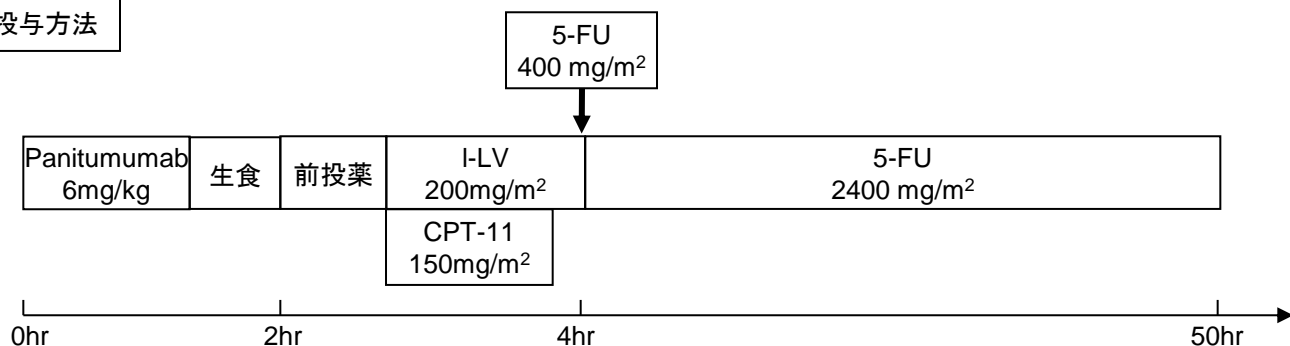 投与方法
5-FU
400 mg/m²
Panitumumab
6mg/kg
生食
前投薬
I-LV
200mg/m²
5-FU
2400 mg/m²
CPT-11
150mg/m²
0hr
2hr
4hr
50hr